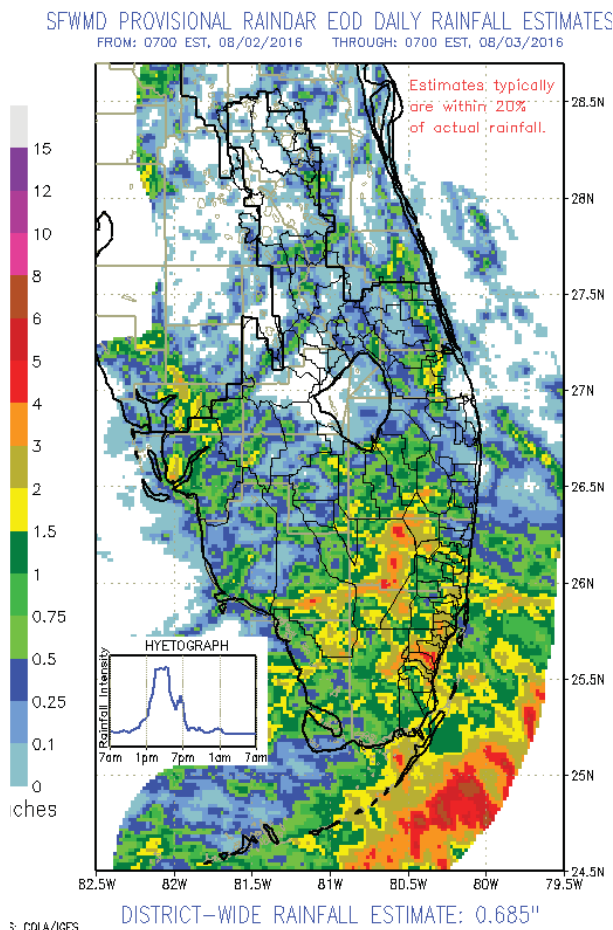 SFWMD PROVISIONAL RAINDAR EOD DAILY RAINFALL ESTIMATES
FROM: 0700 EST, 08/02/2016 THROUGH: 0700 EST, 08/03/2016
Estimates typically
are within 20%
of actual rainfall.
15
12
10
8
6
5
4
3
2
1.5
1
0.75
0.5
0.25
0.1
0
ches
28.5N
28N
27.5N
27N
26.5N
26N
25.5N
25N
24.5N
HYETOGRAPH
Rainfall Intensity
7am 1pm 7pm 1am 7am
82.5W 82W 81.5W 81W 80.5W 80W 79.5W
DISTRICT-WIDE RAINFALL ESTIMATE: 0.685"